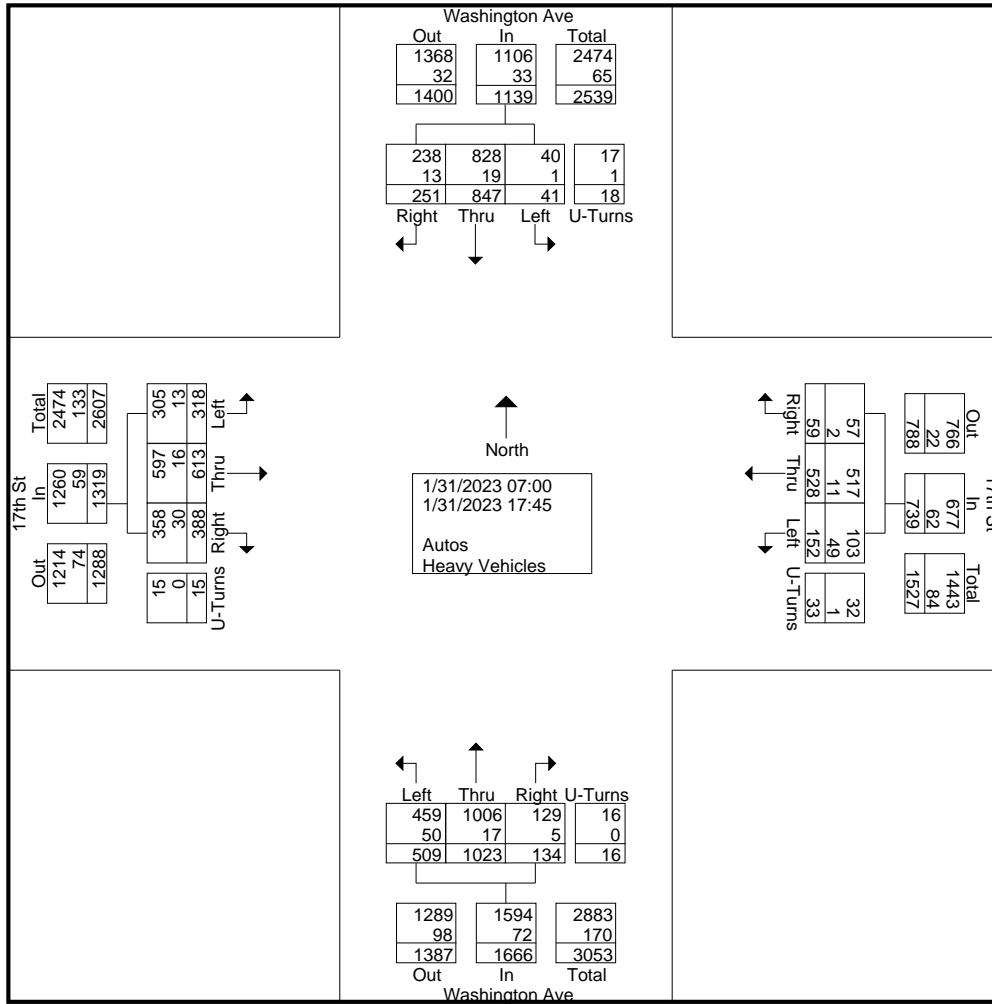 Washington Ave
Out In Total
1368 1106 2474
32 33 65
1400 1139 2539
238 828 40 17
13 19 1 1
251 847 41 18
Right Thru Left U-Turns
17th St
Total In Out
2474 1260 1214
133 59 74
2607 1319 1288
305 597 358 15
13 16 30 0
318 613 388 15
Left Thru Right U-Turns
North
1/31/2023 07:00
1/31/2023 17:45
Autos
Heavy Vehicles
Right Thru Left U-Turns
59 528 152 33
2 11 49 1
57 517 103 32
Out In Total
766 677 1443
22 62 84
788 739 1527
17th St
Left Thru Right U-Turns
459 1006 129 16
50 17 5 0
509 1023 134 16
1289 1594 2883
98 72 170
1387 1666 3053
Out In Total
Washington Ave